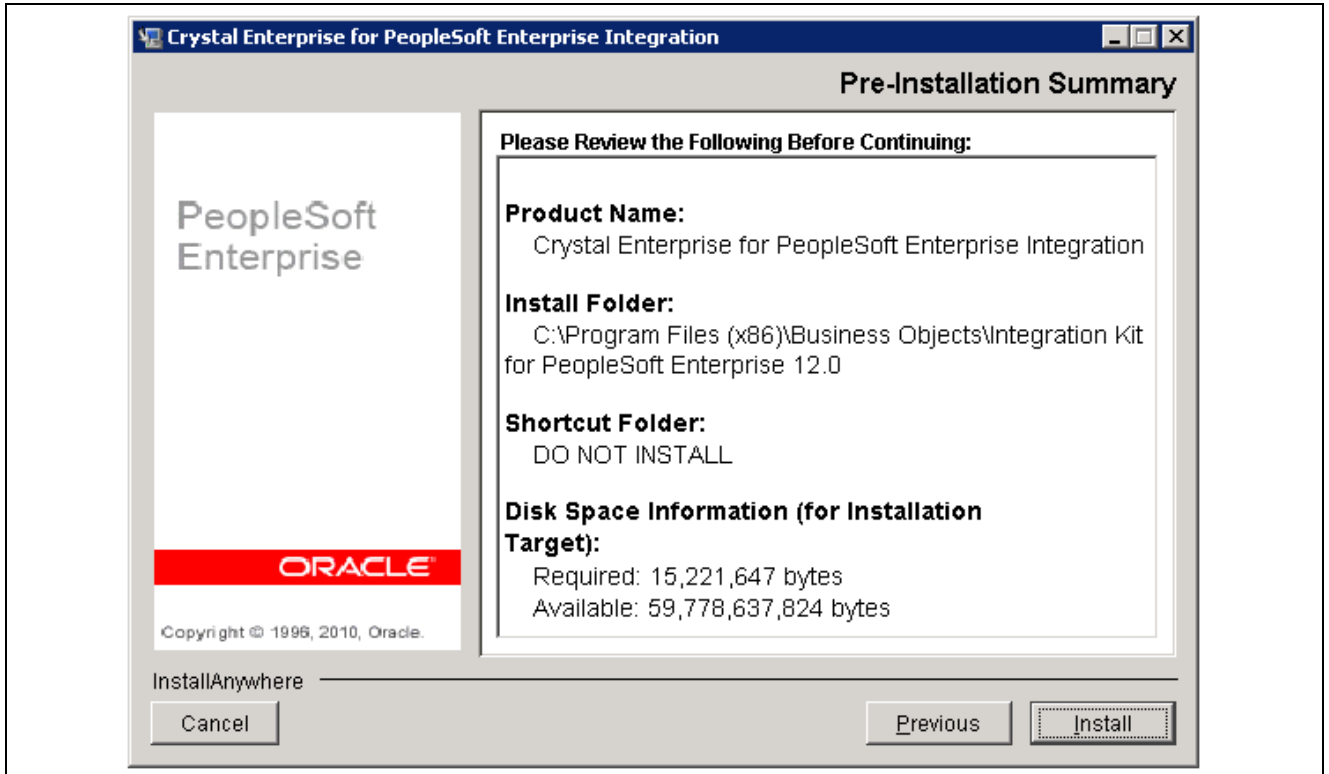 Crystal Enterprise for PeopleSoft Enterprise Integration
Pre-Installation Summary
PeopleSoft
Enterprise
ORACLE
Copyright © 1996, 2010, Oracle.
Please Review the Following Before Continuing:
Product Name:
Crystal Enterprise for PeopleSoft Enterprise Integration
Install Folder:
C:\Program Files (x86)\Business Objects\Integration Kit
for PeopleSoft Enterprise 12.0
Shortcut Folder:
DO NOT INSTALL
Disk Space Information (for Installation
Target):
Required: 15,221,647 bytes
Available: 59,778,637,824 bytes
InstallAnywhere
Cancel
Previous
Install